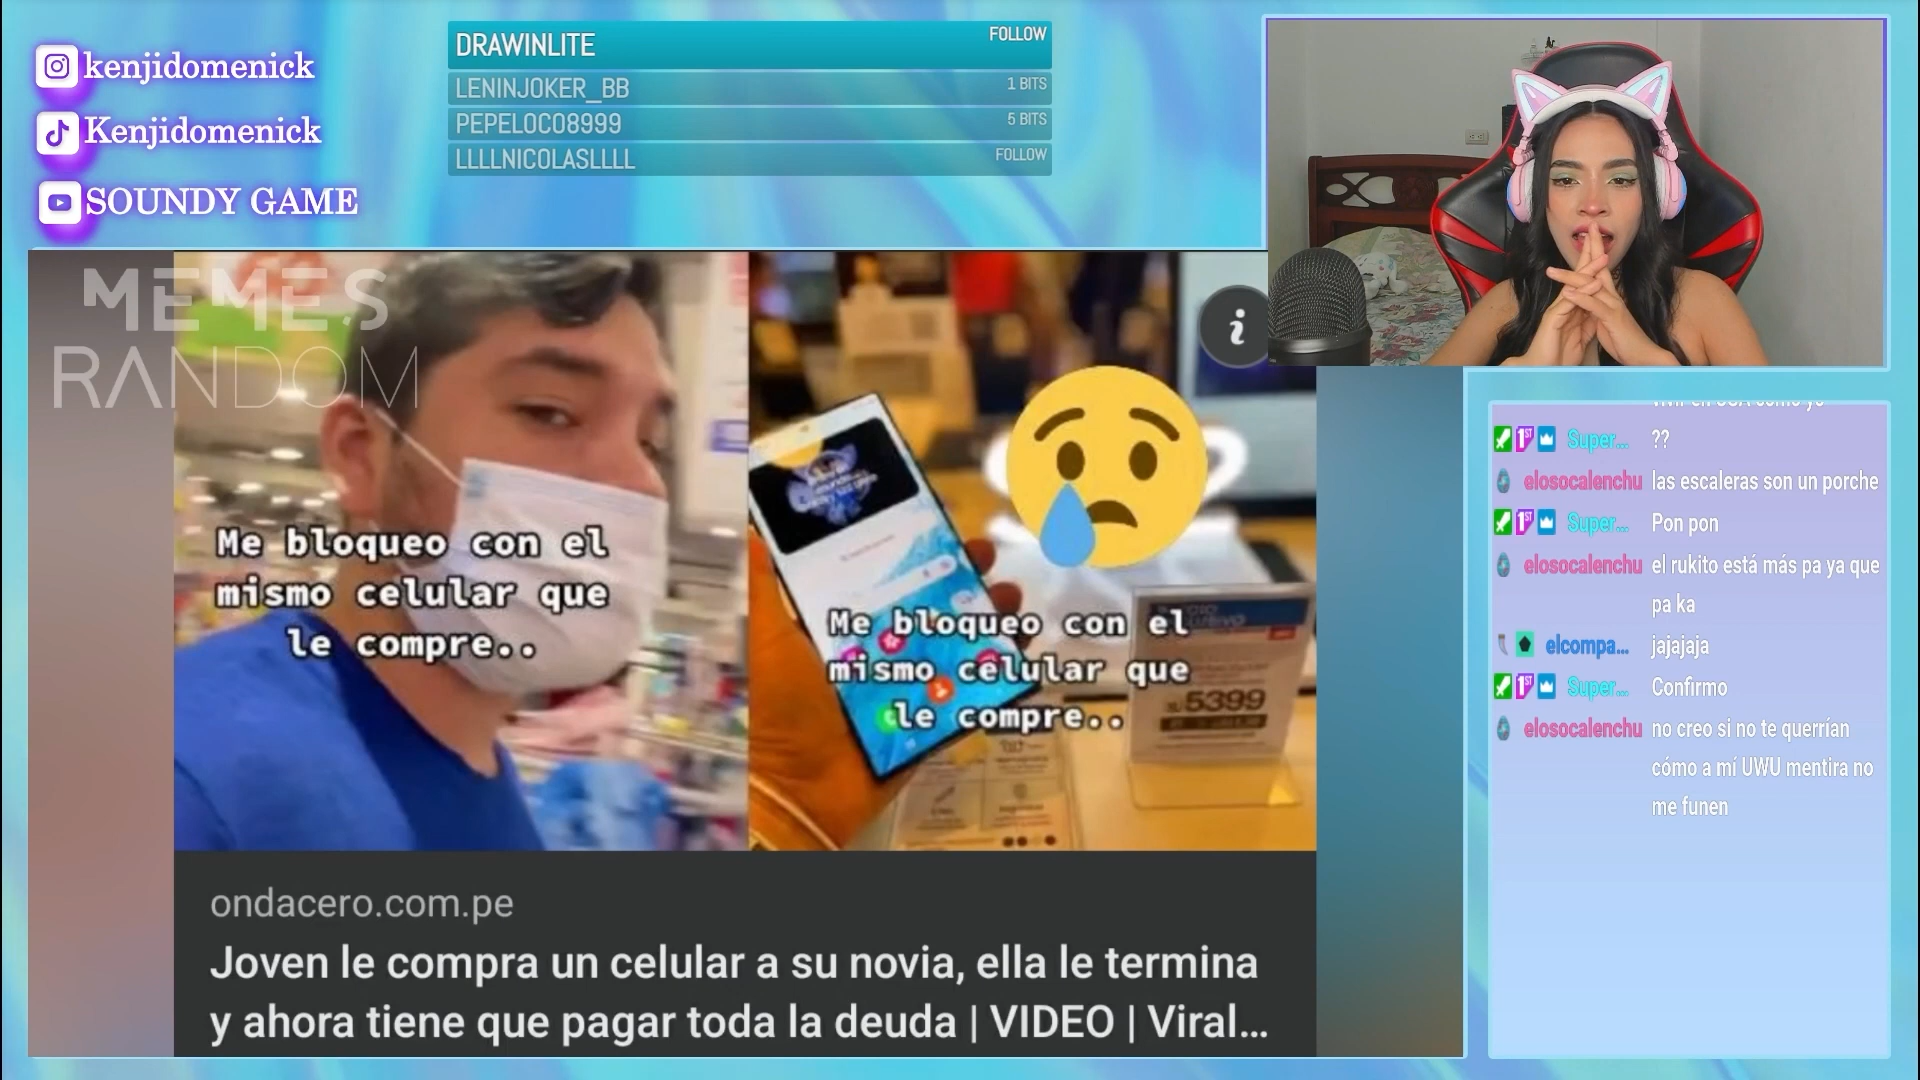 kenjidomenick
Kenjidomenick
SOUNDY GAME
DRAWINLITE FOLLOW
LENINJOKER_BB 1 BITS
PEPELOCO8999 5 BITS
LLLLNICOLASLLLL FOLLOW
MEMES
RANDOM
i
Me bloqueo con el
mismo celular que
le compre..
Me bloqueo con el
mismo celular que
le compre..
5399
ondacero.com.pe
Joven le compra un celular a su novia, ella le termina
y ahora tiene que pagar toda la deuda | VIDEO | Viral...
Super... ??
elosocalenchu las escaleras son un porche
Super... Pon pon
elosocalenchu el rukito está más pa ya que
pa ka
elcompa... jajajaja
Super... Confirmo
elosocalenchu no creo si no te querrían
cómo a mí UWU mentira no
me funen